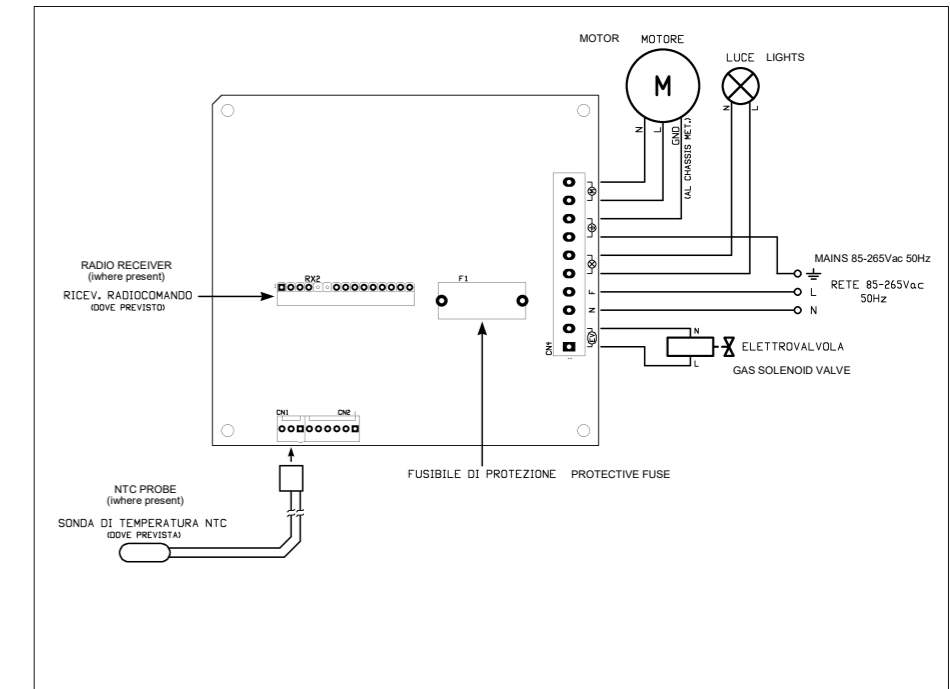 MOTOR MOTORE
LUCE LIGHTS
M
N
L
GND
(AL CHASSIS MET.)
N
L
RADIO RECEIVER
(iwhere present)
RICEV. RADIOCOMANDO
(DOVE PREVISTO)
RX2
F1
MAINS 85-265Vac 50Hz
L RETE 85-265Vac
50Hz
N
F
N
EV
CN4
N
L
ELETTROVALVOLA
GAS SOLENOID VALVE
CN1
CN2
FUSIBILE DI PROTEZIONE PROTECTIVE FUSE
NTC PROBE
(iwhere present)
SONDA DI TEMPERATURA NTC
(DOVE PREVISTA)